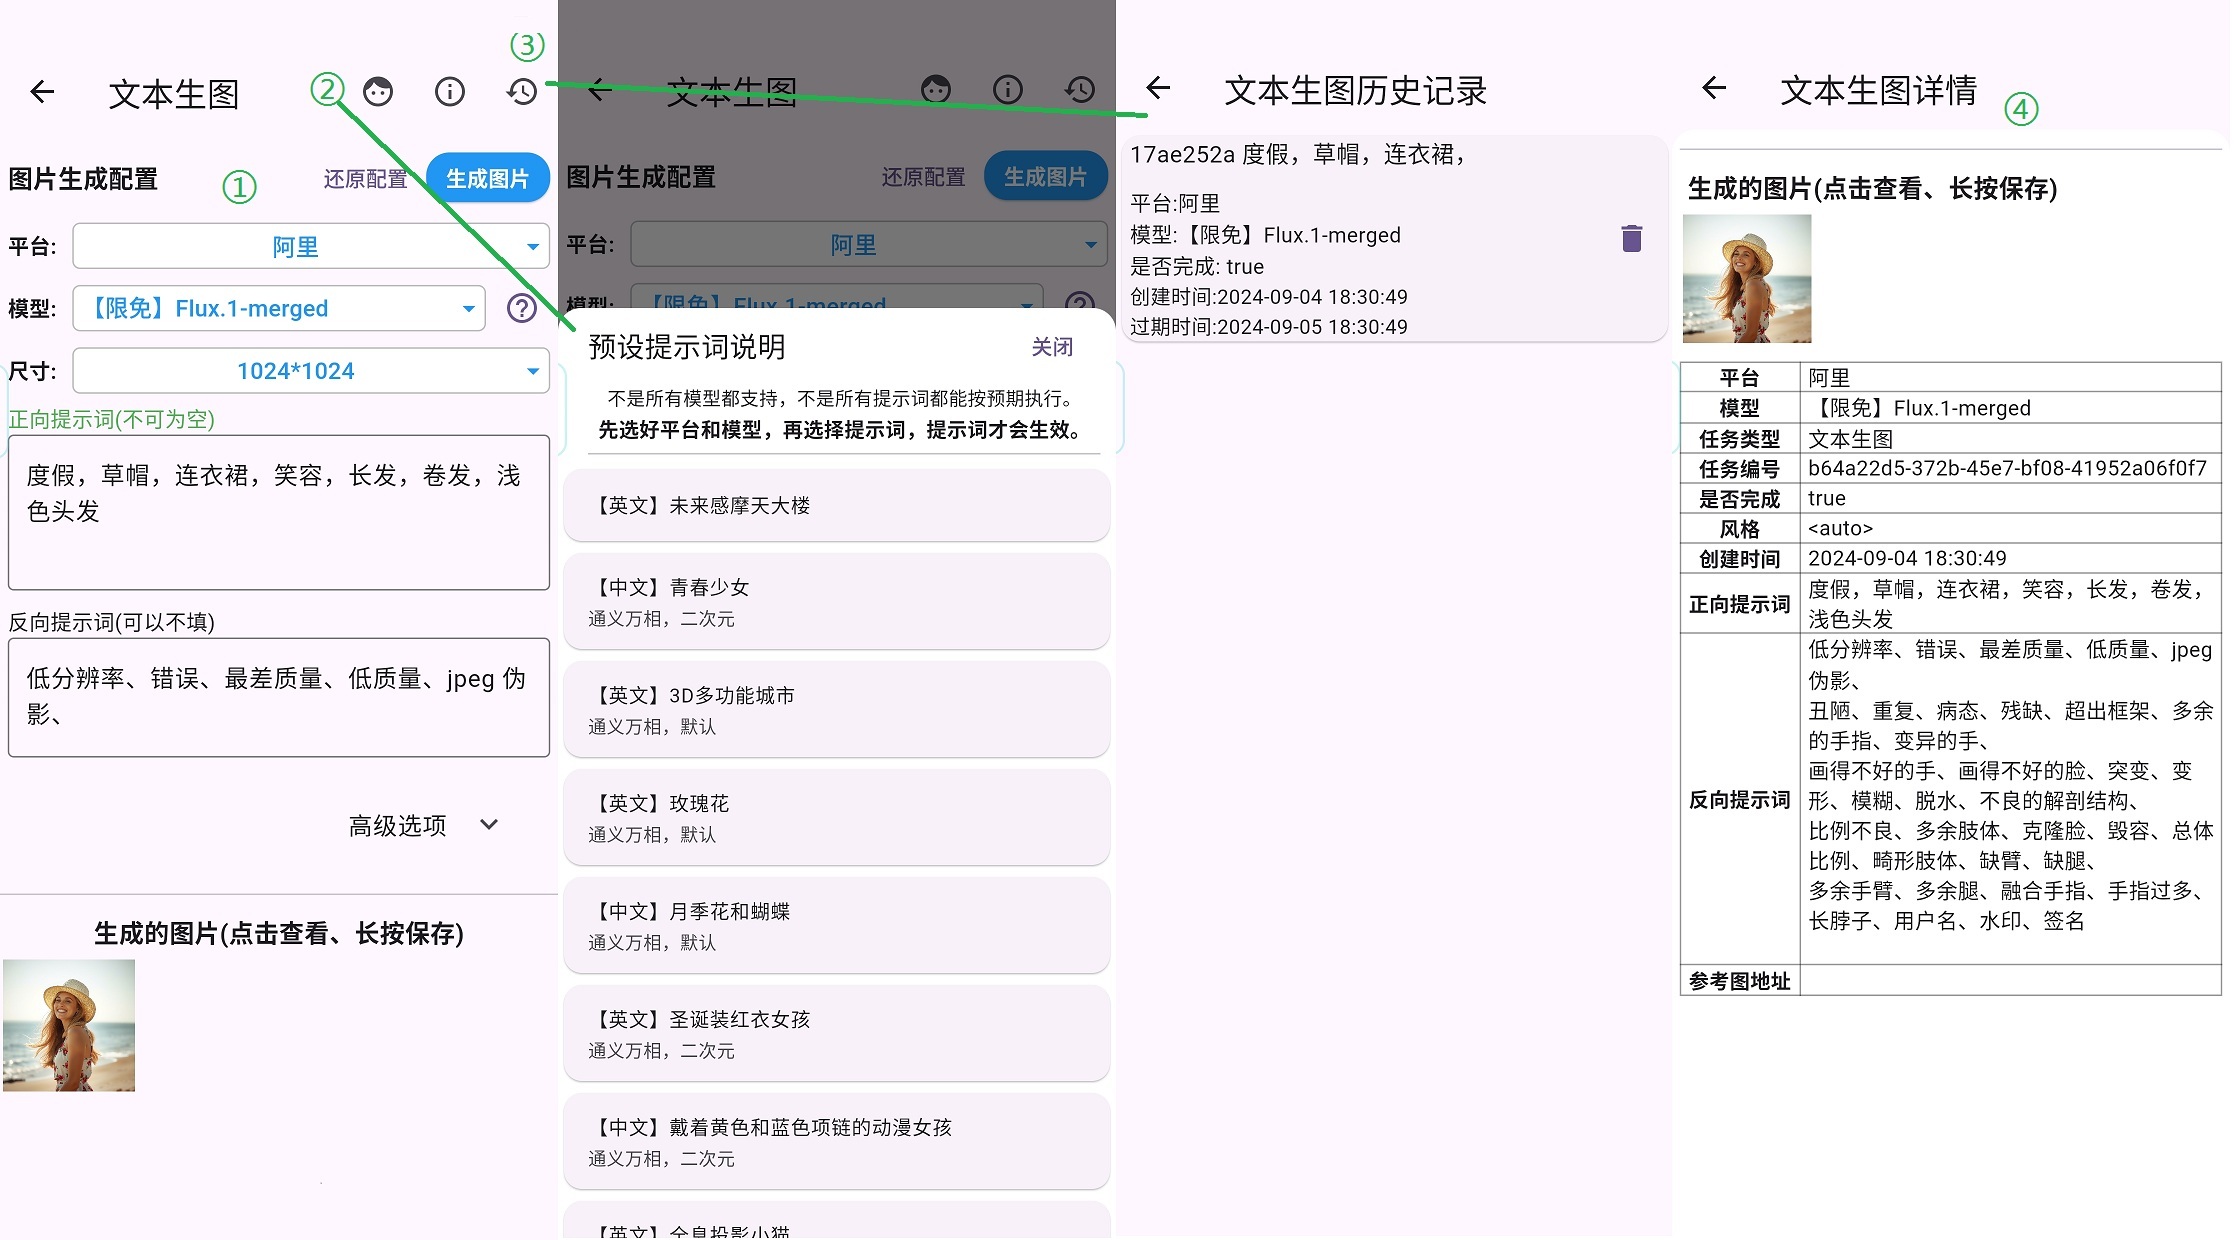 ③
② 文本生图
①
图片生成配置 还原配置 生成图片
平台: 阿里
模型: 【限免】Flux.1-merged
尺寸: 1024*1024
正向提示词(不可为空)
度假，草帽，连衣裙，笑容，长发，卷发，浅
色头发
反向提示词(可以不填)
低分辨率、错误、最差质量、低质量、jpeg 伪
影、
高级选项
生成的图片(点击查看、长按保存)
文本生图
图片生成配置 还原配置 生成图片
平台: 阿里
模型: 【限免】Flux.1-merged
预设提示词说明 关闭
不是所有模型都支持，不是所有提示词都能按预期执行。
先选好平台和模型，再选择提示词，提示词才会生效。
【英文】未来感摩天大楼
【中文】青春少女
通义万相，二次元
【英文】3D多功能城市
通义万相，默认
【英文】玫瑰花
通义万相，默认
【中文】月季花和蝴蝶
通义万相，默认
【英文】圣诞装红衣女孩
通义万相，二次元
【中文】戴着黄色和蓝色项链的动漫女孩
通义万相，二次元
【英文】全息投影小猫
文本生图历史记录
17ae252a 度假，草帽，连衣裙，
平台:阿里
模型:【限免】Flux.1-merged
是否完成: true
创建时间:2024-09-04 18:30:49
过期时间:2024-09-05 18:30:49
文本生图详情 ④
生成的图片(点击查看、长按保存)
平台 阿里
模型 【限免】Flux.1-merged
任务类型 文本生图
任务编号 b64a22d5-372b-45e7-bf08-41952a06f0f7
是否完成 true
风格 <auto>
创建时间 2024-09-04 18:30:49
正向提示词 度假，草帽，连衣裙，笑容，长发，卷发，
浅色头发
反向提示词 低分辨率、错误、最差质量、低质量、jpeg
伪影、
丑陋、重复、病态、残缺、超出框架、多余
的手指、变异的手、
画得不好的手、画得不好的脸、突变、变
形、模糊、脱水、不良的解剖结构、
比例不良、多余肢体、克隆脸、毁容、总体
比例、畸形肢体、缺臂、缺腿、
多余手臂、多余腿、融合手指、手指过多、
长脖子、用户名、水印、签名
参考图地址